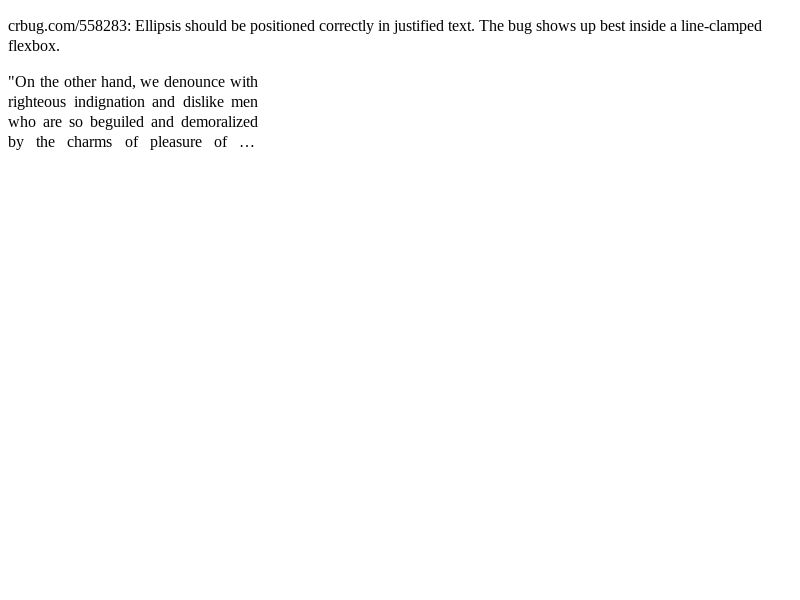 crbug.com/558283: Ellipsis should be positioned correctly in justified text. The bug shows up best inside a line-clamped
flexbox.
"On the other hand, we denounce with
righteous indignation and dislike men
who are so beguiled and demoralized
by the charms of pleasure of …